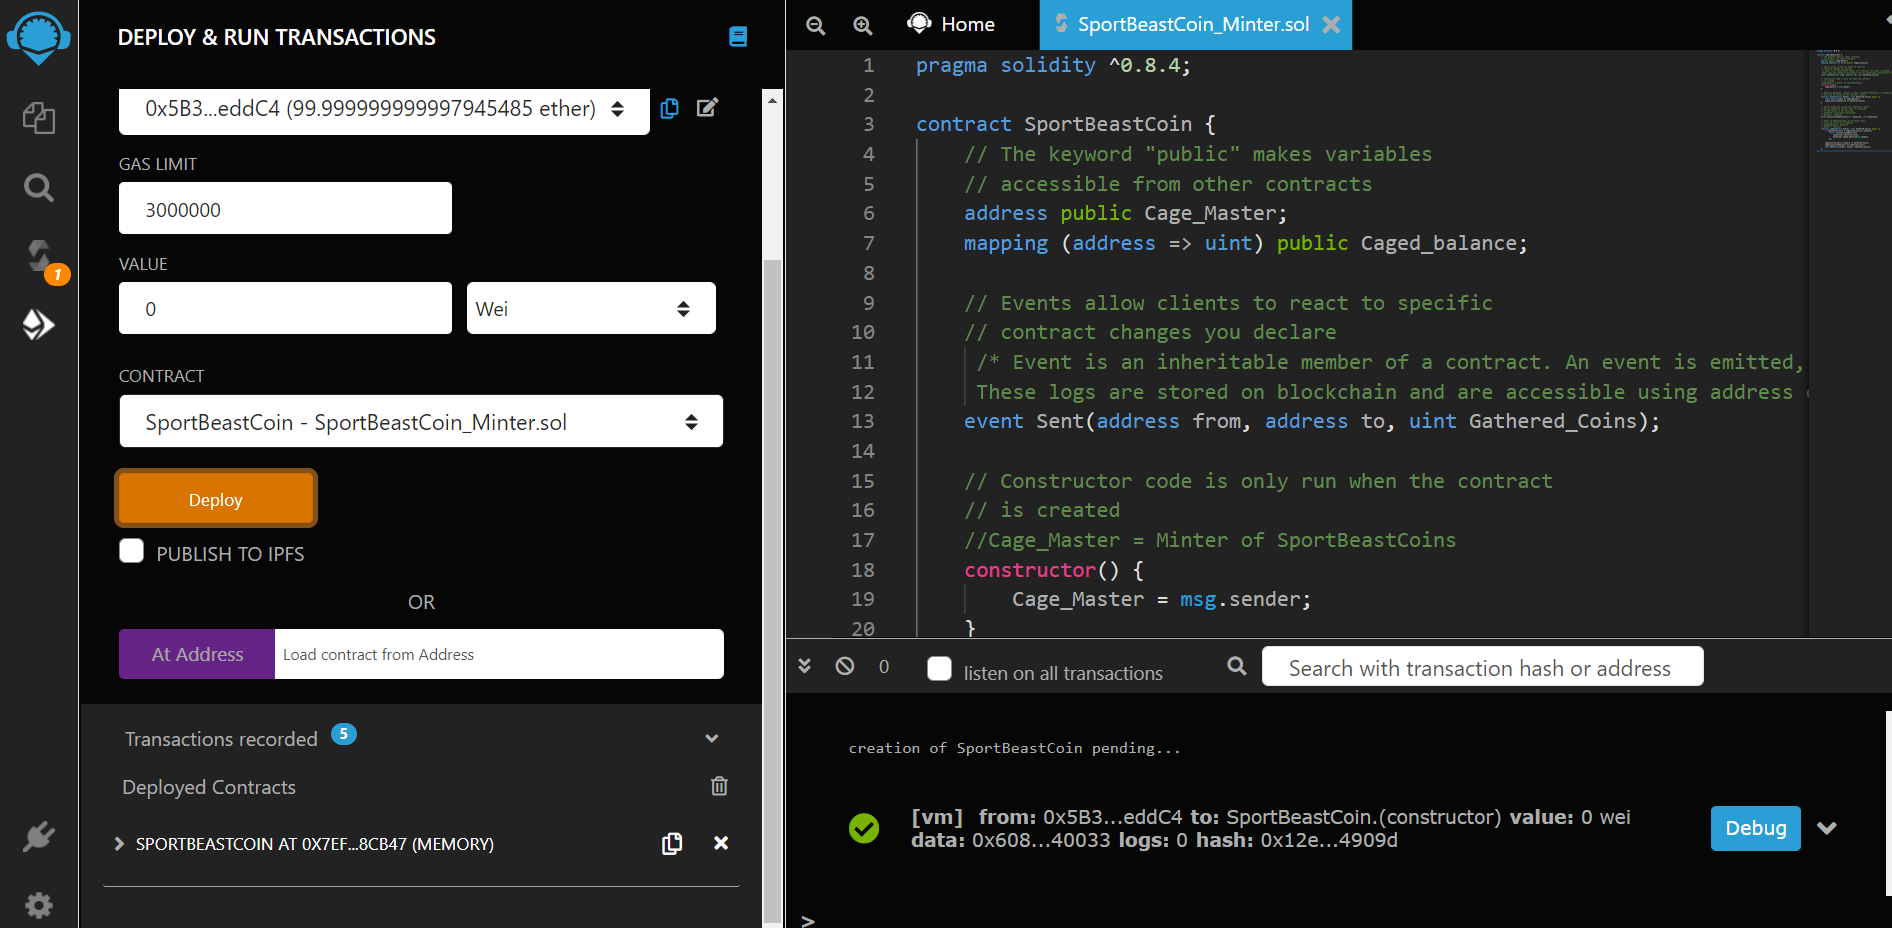 DEPLOY & RUN TRANSACTIONS
0x5B3...eddC4 (99.999999999997945485 ether)
GAS LIMIT
3000000
VALUE
0
Wei
CONTRACT
SportBeastCoin - SportBeastCoin_Minter.sol
1
Deploy
PUBLISH TO IPFS
OR
At Address
Load contract from Address
Transactions recorded 5
Deployed Contracts
SPORTBEASTCOIN AT 0X7EF...8CB47 (MEMORY)
Home
SportBeastCoin_Minter.sol
1 pragma solidity ^0.8.4;
2
3 contract SportBeastCoin {
4 // The keyword "public" makes variables
5 // accessible from other contracts
6 address public Cage_Master;
7 mapping (address => uint) public Caged_balance;
8
9 // Events allow clients to react to specific
10 // contract changes you declare
11 /* Event is an inheritable member of a contract. An event is emitted,
12 These logs are stored on blockchain and are accessible using address
13 event Sent(address from, address to, uint Gathered_Coins);
14
15 // Constructor code is only run when the contract
16 // is created
17 //Cage_Master = Minter of SportBeastCoins
18 constructor() {
19 Cage_Master = msg.sender;
20 }
0
listen on all transactions
Search with transaction hash or address
creation of SportBeastCoin pending...
[vm] from: 0x5B3...eddC4 to: SportBeastCoin.(constructor) value: 0 wei
data: 0x608...40033 logs: 0 hash: 0x12e...4909d
Debug
>